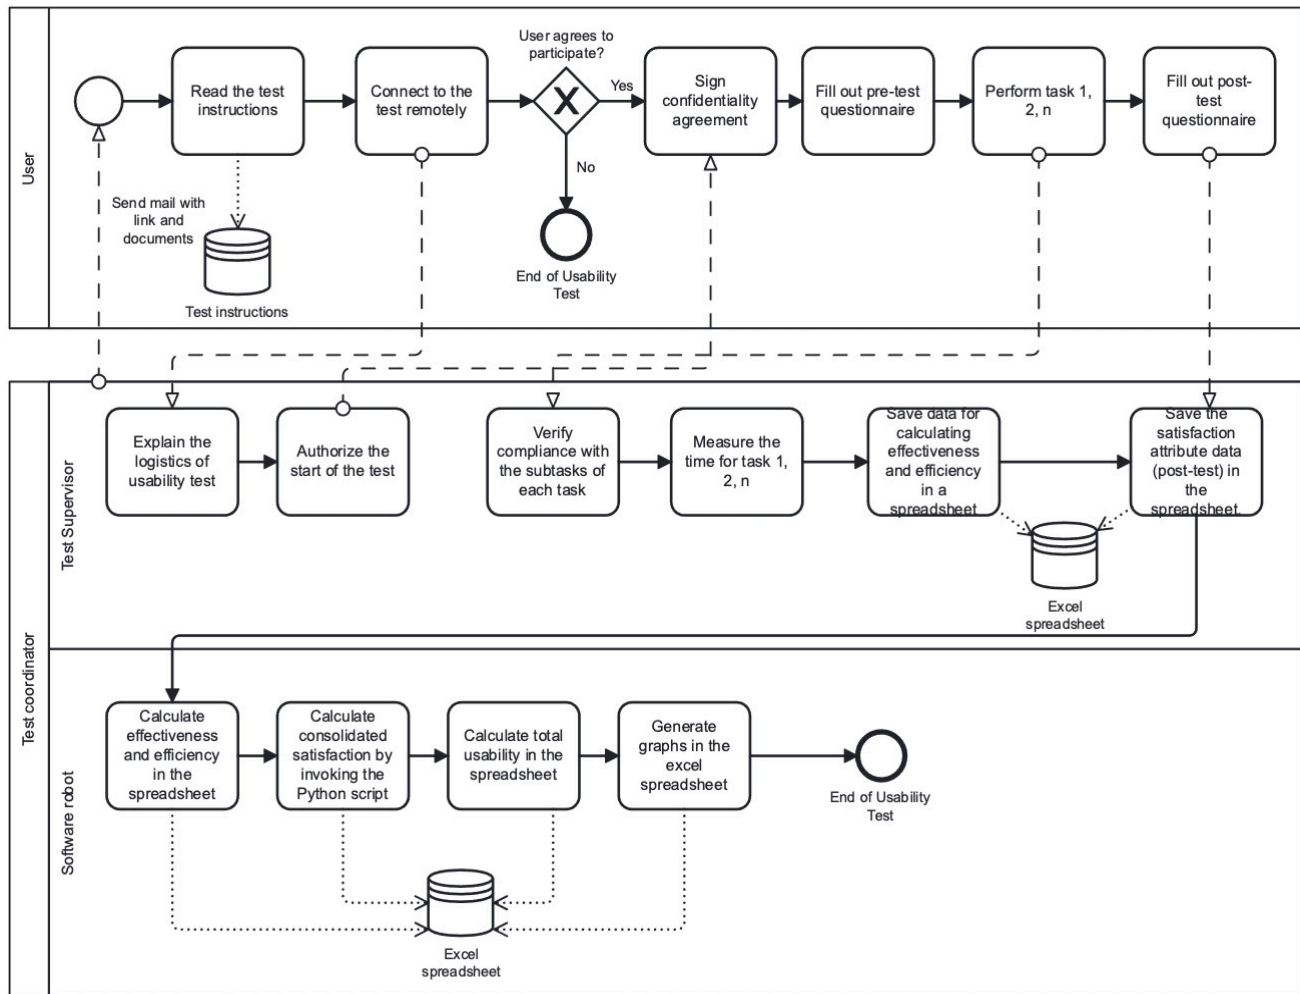 User
User agrees to
participate?
Read the test
instructions
Connect to the
test remotely
Yes
No
Sign
confidentiality
agreement
Fill out pre-test
questionnaire
Perform task 1,
2, n
Fill out post-
test
questionnaire
Send mail with
link and
documents
Test instructions
End of Usability
Test
Test coordinator
Test Supervisor
Explain the
logistics of
usability test
Authorize the
start of the test
Verify
compliance with
the subtasks of
each task
Measure the
time for task 1,
2, n
Save data for
calculating
effectiveness
and efficiency
in a
spreadsheet
Save the
satisfaction
attribute data
(post-test) in
the
spreadsheet.
Excel
spreadsheet
Software robot
Calculate
effectiveness
and efficiency
in the
spreadsheet
Calculate
consolidated
satisfaction by
invoking the
Python script
Calculate total
usability in the
spreadsheet
Generate
graphs in the
excel
spreadsheet
End of Usability
Test
Excel
spreadsheet